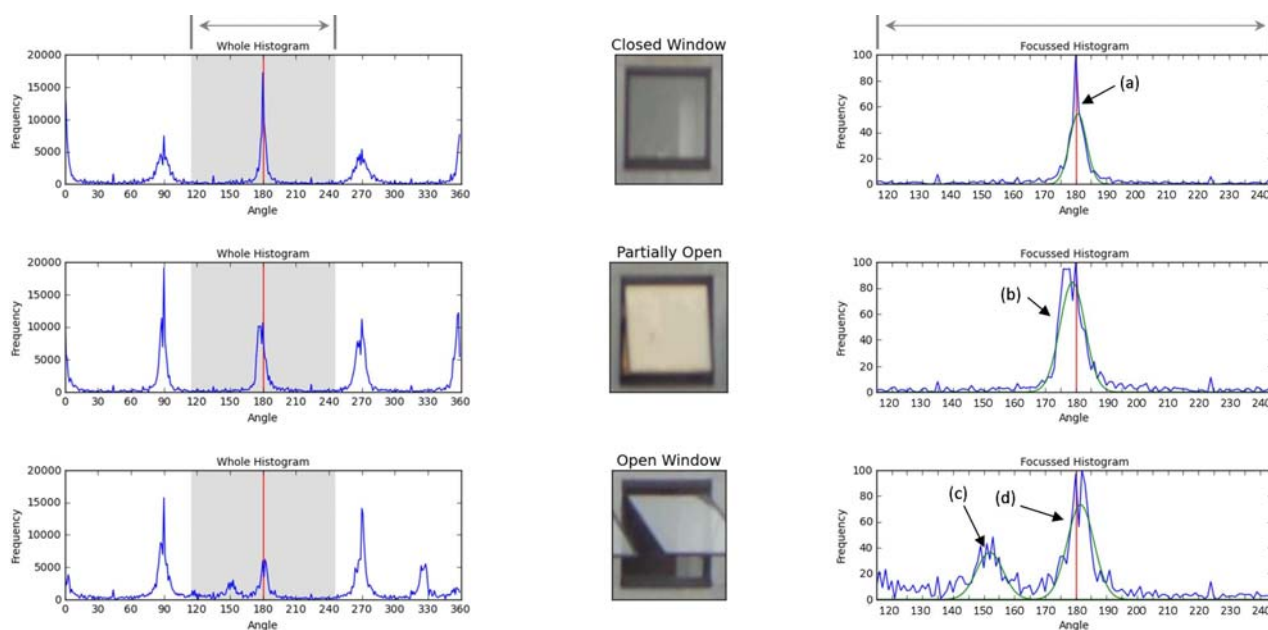 Whole Histogram
20000
15000
10000
5000
0
Frequency
0 30 60 90 120 150 180 210 240 270 300 330 360
Angle
Closed Window
Focussed Histogram
100
80
60
40
20
0
Frequency
(a)
120 130 140 150 160 170 180 190 200 210 220 230 240
Angle
Whole Histogram
20000
15000
10000
5000
0
Frequency
0 30 60 90 120 150 180 210 240 270 300 330 360
Angle
Partially Open
Focussed Histogram
100
80
60
40
20
0
Frequency
(b)
120 130 140 150 160 170 180 190 200 210 220 230 240
Angle
Whole Histogram
20000
15000
10000
5000
0
Frequency
0 30 60 90 120 150 180 210 240 270 300 330 360
Angle
Open Window
Focussed Histogram
100
80
60
40
20
0
Frequency
(c) (d)
120 130 140 150 160 170 180 190 200 210 220 230 240
Angle